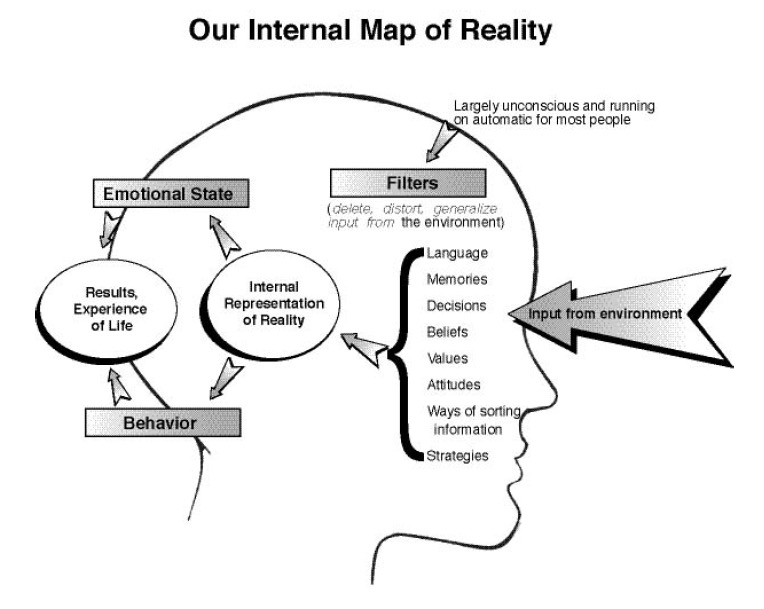 Our Internal Map of Reality
Largely unconscious and running
on automatic for most people
Filters
(delete, distort, generalize
input from the environment)
Emotional State
Language
Memories
Decisions
Beliefs
Values
Attitudes
Ways of sorting
information
Strategies
Input from environment
Internal
Representation
of Reality
Results,
Experience
of Life
Behavior